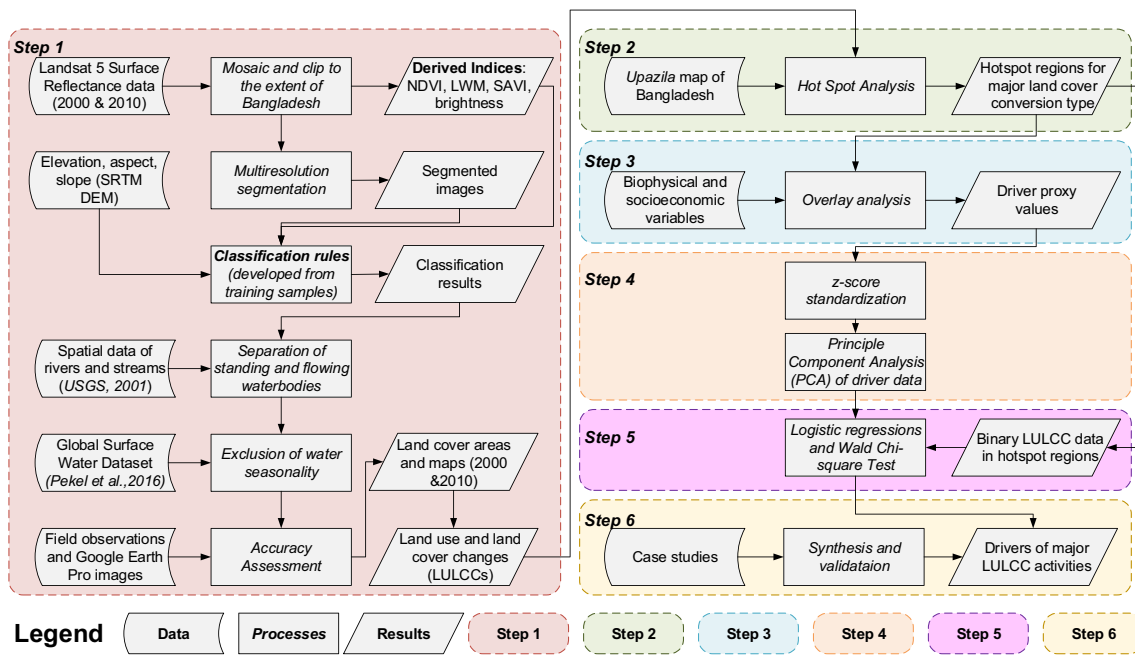 Step 1
Landsat 5 Surface
Reflectance data
(2000 & 2010)
Mosaic and clip to
the extent of
Bangladesh
Derived Indices:
NDVI, LWM, SAVI,
brightness
Elevation, aspect,
slope (SRTM
DEM)
Multiresolution
segmentation
Segmented
images
Classification rules
(developed from
training samples)
Classification
results
Spatial data of
rivers and streams
(USGS, 2001)
Separation of
standing and flowing
waterbodies
Global Surface
Water Dataset
(Pekel et al.,2016)
Exclusion of water
seasonality
Land cover areas
and maps (2000
&2010)
Field observations
and Google Earth
Pro images
Accuracy
Assessment
Land use and land
cover changes
(LULCCs)
Step 2
Upazila map of
Bangladesh
Hot Spot Analysis
Hotspot regions for
major land cover
conversion type
Step 3
Biophysical and
socioeconomic
variables
Overlay analysis
Driver proxy
values
Step 4
z-score
standardization
Principle
Component Analysis
(PCA) of driver data
Step 5
Logistic regressions
and Wald Chi-
square Test
Binary LULCC data
in hotspot regions
Step 6
Case studies
Synthesis and
validataion
Drivers of major
LULCC activities
Legend
Data
Processes
Results
Step 1
Step 2
Step 3
Step 4
Step 5
Step 6